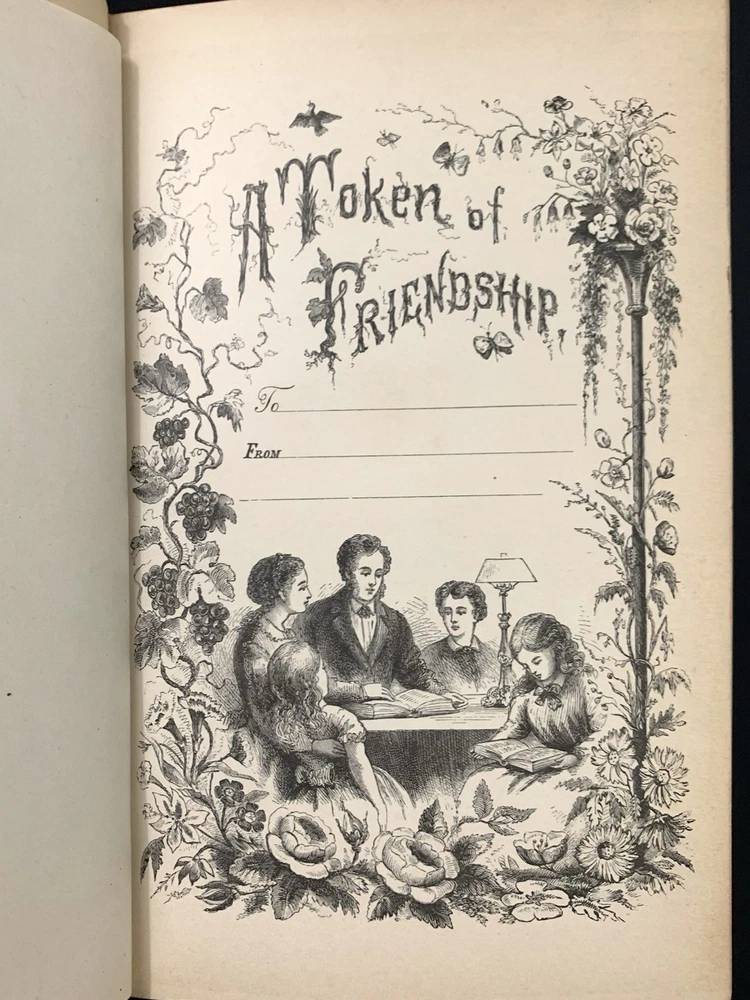 A Token of
FRIENDSHIP,
To
FROM